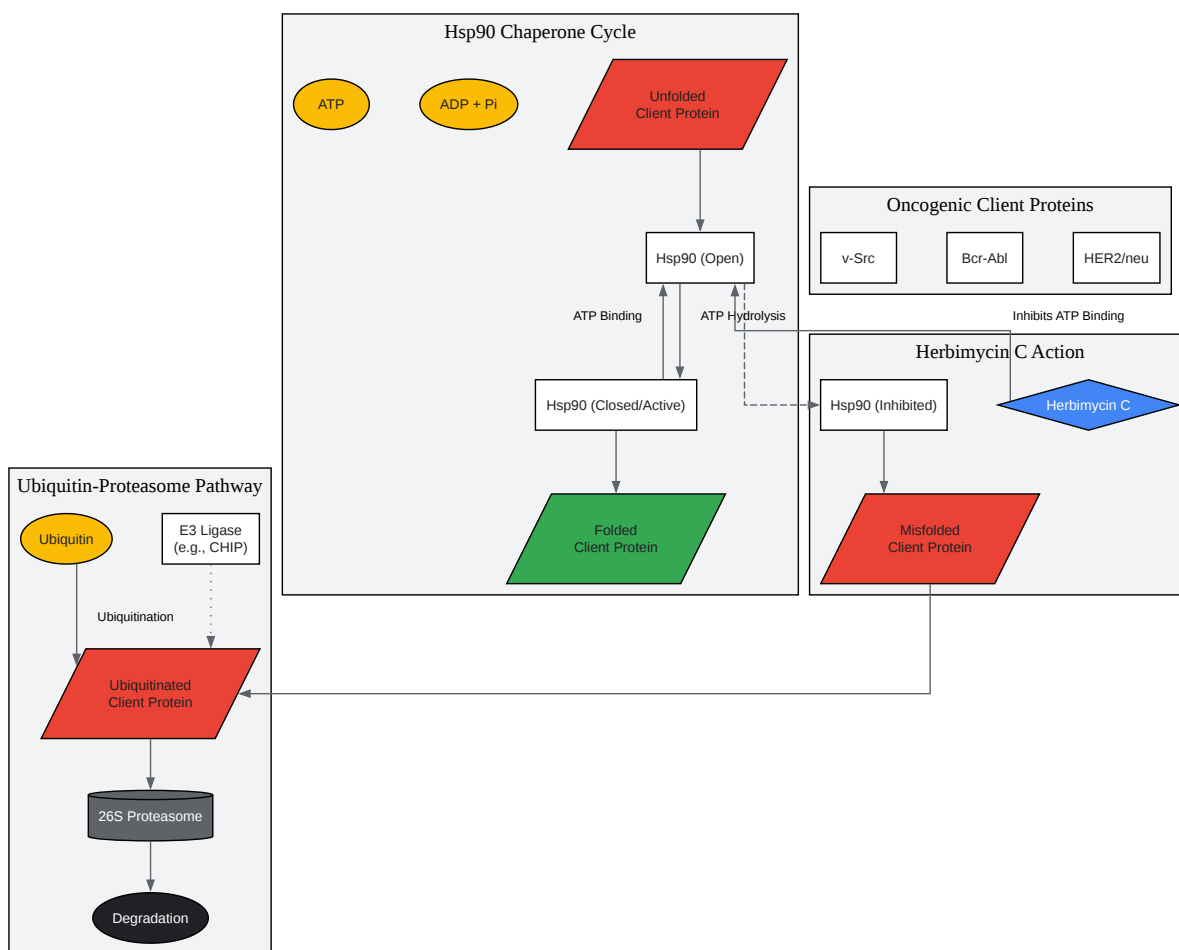 Hsp90 Chaperone Cycle
ATP
ADP + Pi
Unfolded
Client Protein
Oncogenic Client Proteins
v-Src
Bcr-Abl
HER2/neu
Hsp90 (Open)
ATP Binding
ATP Hydrolysis
Inhibits ATP Binding
Herbimycin C Action
Hsp90 (Closed/Active)
Hsp90 (Inhibited)
Herbimycin C
Ubiquitin-Proteasome Pathway
Ubiquitin
E3 Ligase
(e.g., CHIP)
Folded
Client Protein
Misfolded
Client Protein
Ubiquitination
Ubiquitinated
Client Protein
26S Proteasome
Degradation